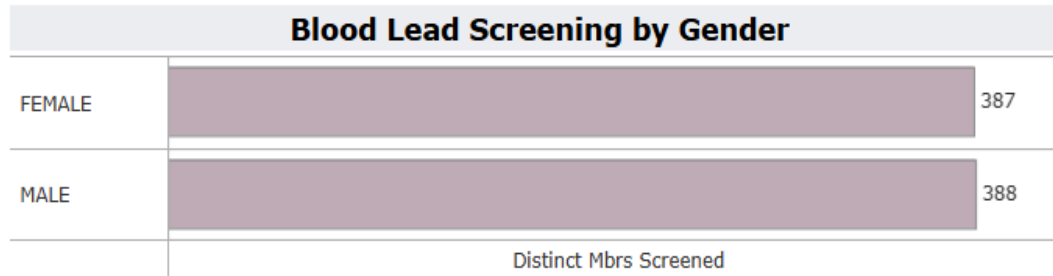 Blood Lead Screening by Gender
FEMALE 387
MALE 388
Distinct Mbrs Screened